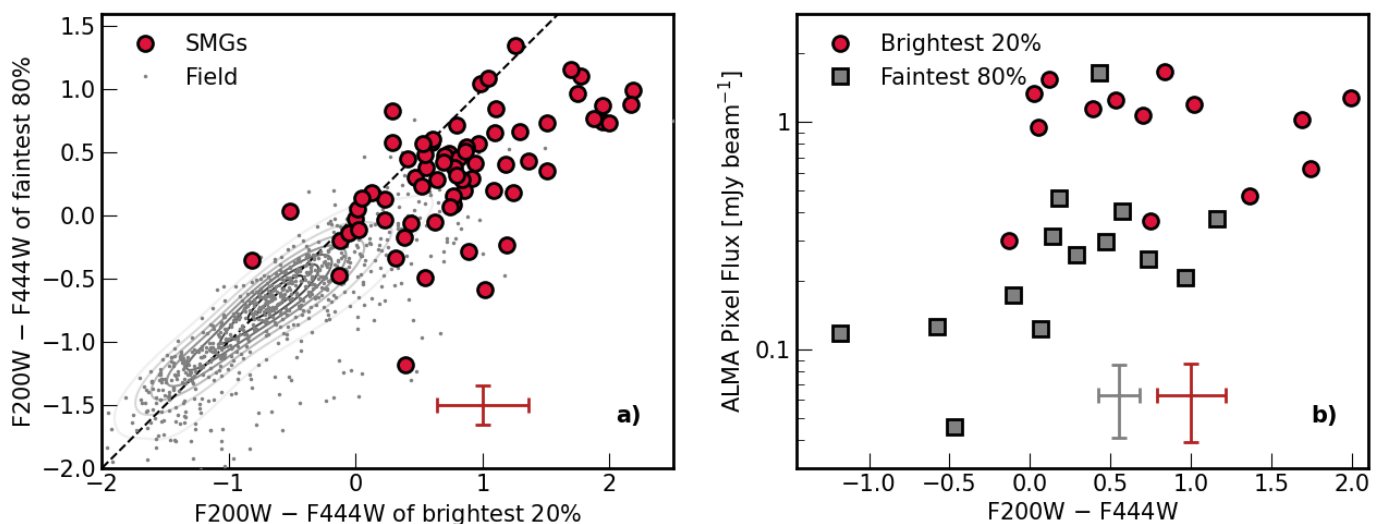 1.5
1.0
0.5
0.0
−0.5
−1.0
−1.5
−2.0
F200W − F444W of faintest 80%
SMGs
Field
a)
−2
−1
0
1
2
F200W − F444W of brightest 20%
ALMA Pixel Flux [mJy beam⁻¹]
1
0.1
Brightest 20%
Faintest 80%
b)
−1.0
−0.5
0.0
0.5
1.0
1.5
2.0
F200W − F444W